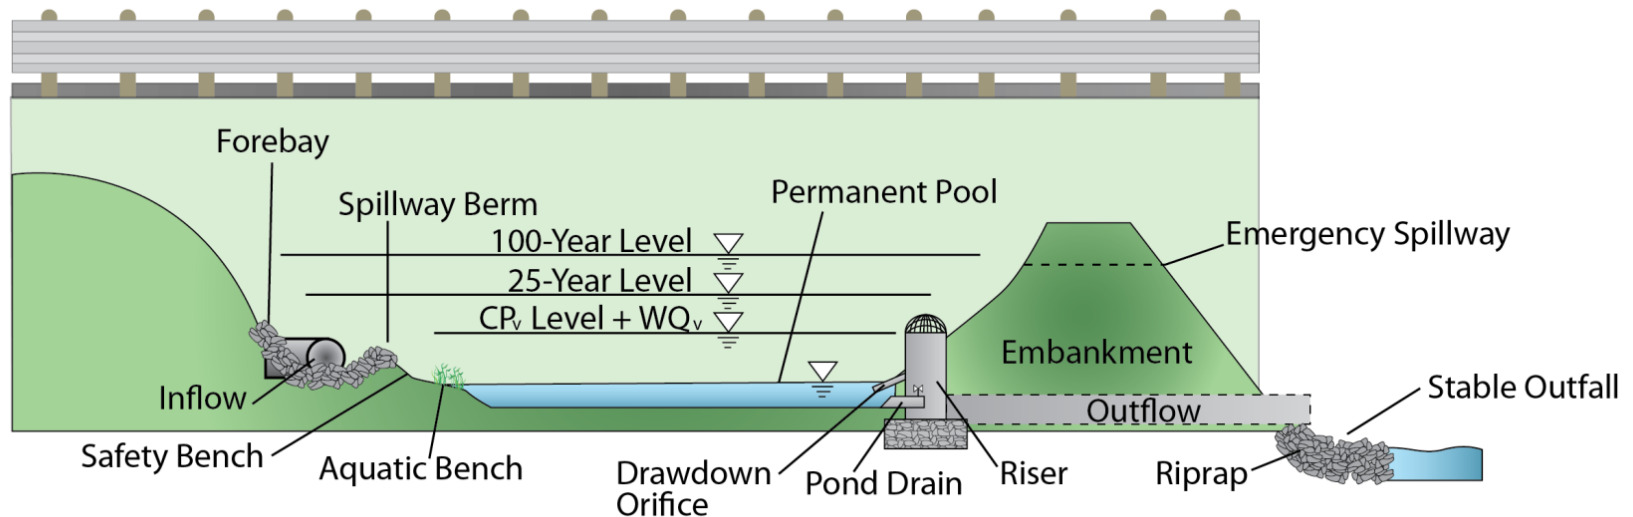 Forebay
Spillway Berm
Permanent Pool
100-Year Level
Emergency Spillway
25-Year Level
CPv Level + WQv
Embankment
Inflow
Stable Outfall
Outflow
Safety Bench
Aquatic Bench
Drawdown
Orifice
Pond Drain
Riser
Riprap